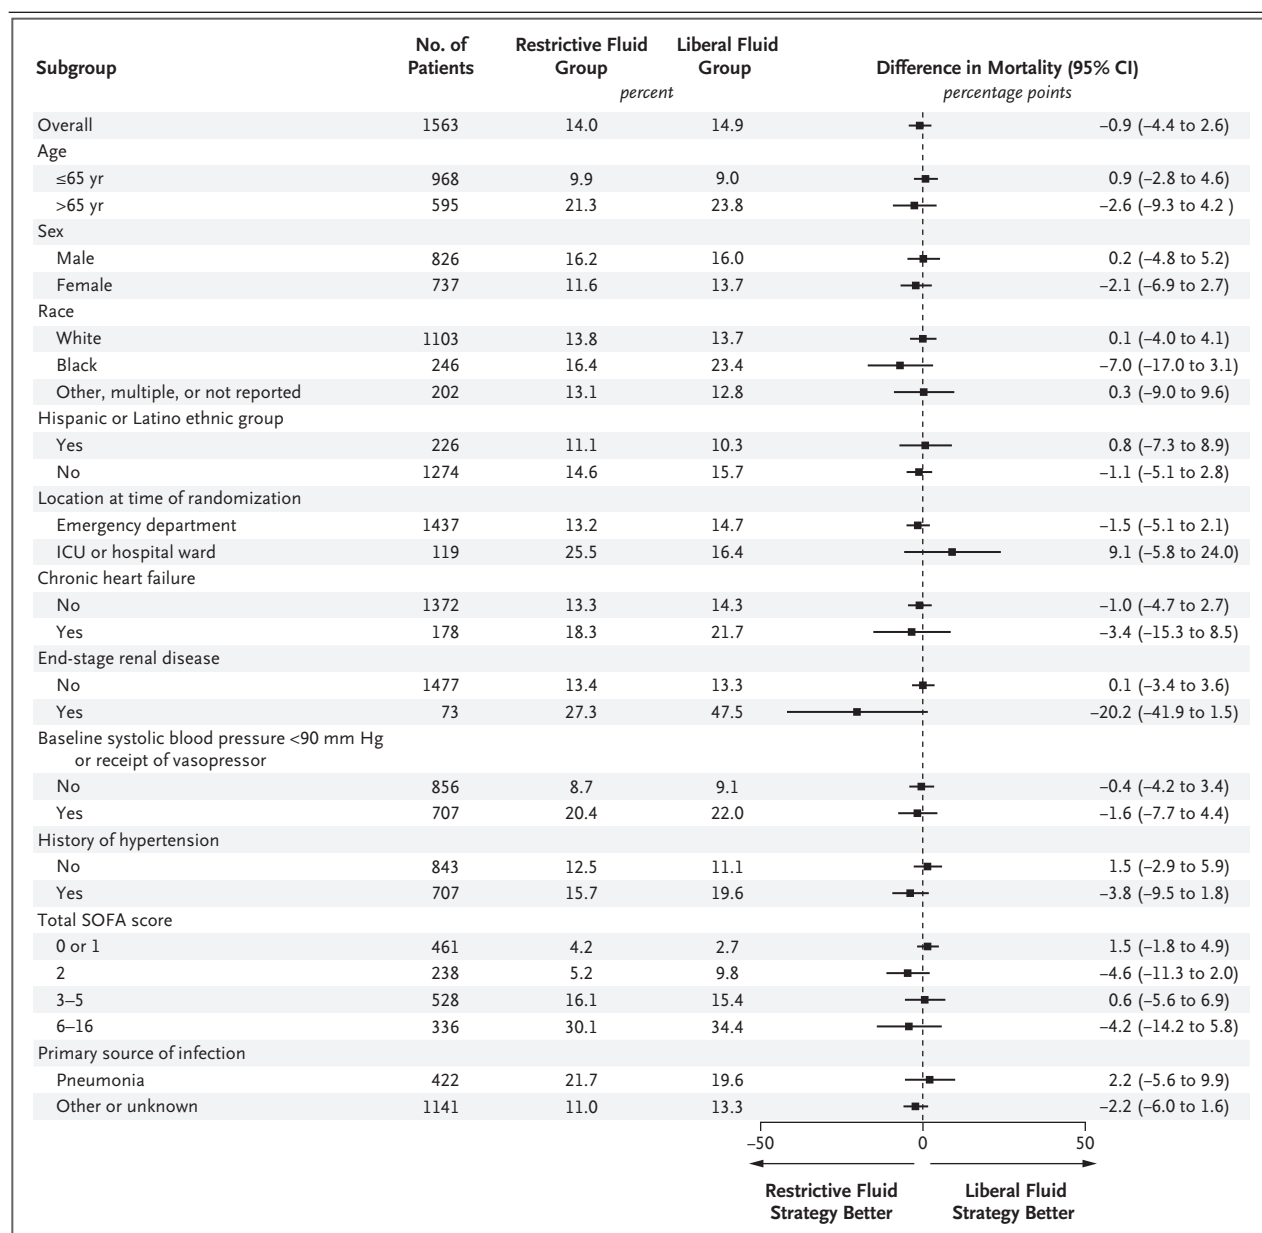 No. of Restrictive Fluid Liberal Fluid
Subgroup Patients Group Group Difference in Mortality (95% CI)
percent percentage points
Overall 1563 14.0 14.9 –0.9 (–4.4 to 2.6)
Age
≤65 yr 968 9.9 9.0 0.9 (–2.8 to 4.6)
>65 yr 595 21.3 23.8 –2.6 (–9.3 to 4.2 )
Sex
Male 826 16.2 16.0 0.2 (–4.8 to 5.2)
Female 737 11.6 13.7 –2.1 (–6.9 to 2.7)
Race
White 1103 13.8 13.7 0.1 (–4.0 to 4.1)
Black 246 16.4 23.4 –7.0 (–17.0 to 3.1)
Other, multiple, or not reported 202 13.1 12.8 0.3 (–9.0 to 9.6)
Hispanic or Latino ethnic group
Yes 226 11.1 10.3 0.8 (–7.3 to 8.9)
No 1274 14.6 15.7 –1.1 (–5.1 to 2.8)
Location at time of randomization
Emergency department 1437 13.2 14.7 –1.5 (–5.1 to 2.1)
ICU or hospital ward 119 25.5 16.4 9.1 (–5.8 to 24.0)
Chronic heart failure
No 1372 13.3 14.3 –1.0 (–4.7 to 2.7)
Yes 178 18.3 21.7 –3.4 (–15.3 to 8.5)
End-stage renal disease
No 1477 13.4 13.3 0.1 (–3.4 to 3.6)
Yes 73 27.3 47.5 –20.2 (–41.9 to 1.5)
Baseline systolic blood pressure <90 mm Hg
or receipt of vasopressor
No 856 8.7 9.1 –0.4 (–4.2 to 3.4)
Yes 707 20.4 22.0 –1.6 (–7.7 to 4.4)
History of hypertension
No 843 12.5 11.1 1.5 (–2.9 to 5.9)
Yes 707 15.7 19.6 –3.8 (–9.5 to 1.8)
Total SOFA score
0 or 1 461 4.2 2.7 1.5 (–1.8 to 4.9)
2 238 5.2 9.8 –4.6 (–11.3 to 2.0)
3–5 528 16.1 15.4 0.6 (–5.6 to 6.9)
6–16 336 30.1 34.4 –4.2 (–14.2 to 5.8)
Primary source of infection
Pneumonia 422 21.7 19.6 2.2 (–5.6 to 9.9)
Other or unknown 1141 11.0 13.3 –2.2 (–6.0 to 1.6)
–50 0 50
Restrictive Fluid Liberal Fluid
Strategy Better Strategy Better